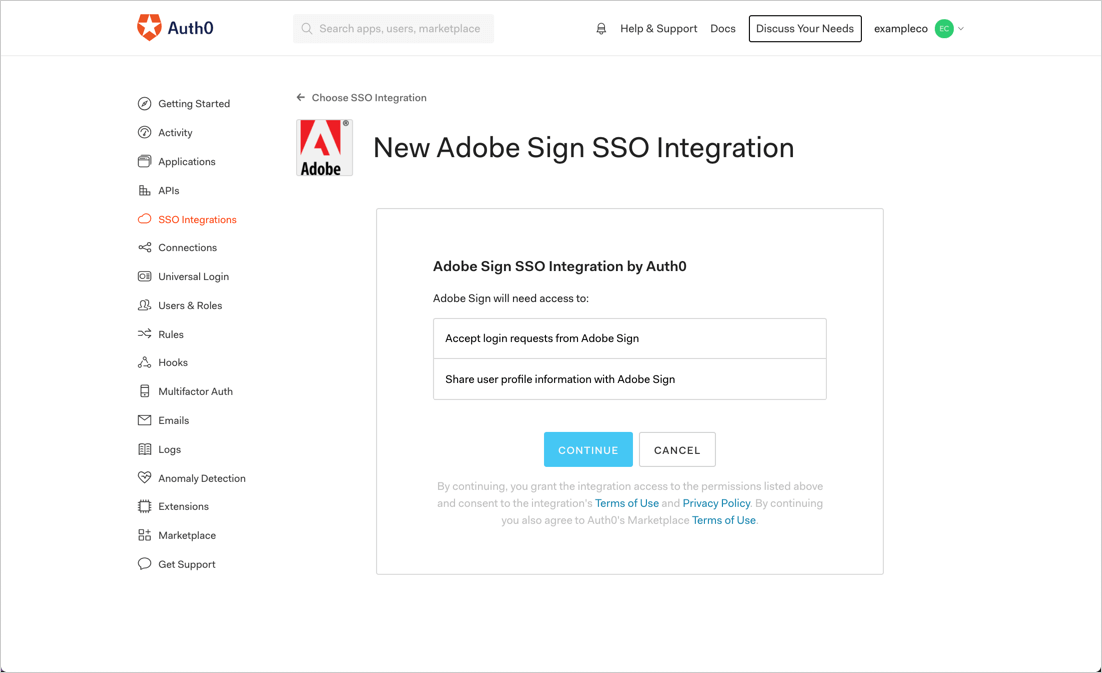 Auth0
Search apps, users, marketplace
Help & Support
Docs
Discuss Your Needs
exampleco
EC
Getting Started
Activity
Applications
APIs
SSO Integrations
Connections
Universal Login
Users & Roles
Rules
Hooks
Multifactor Auth
Emails
Logs
Anomaly Detection
Extensions
Marketplace
Get Support
Choose SSO Integration
®
Adobe
New Adobe Sign SSO Integration
Adobe Sign SSO Integration by Auth0
Adobe Sign will need access to:
Accept login requests from Adobe Sign
Share user profile information with Adobe Sign
CONTINUE
CANCEL
By continuing, you grant the integration access to the permissions listed above
and consent to the integration's Terms of Use and Privacy Policy. By continuing
you also agree to Auth0's Marketplace Terms of Use.